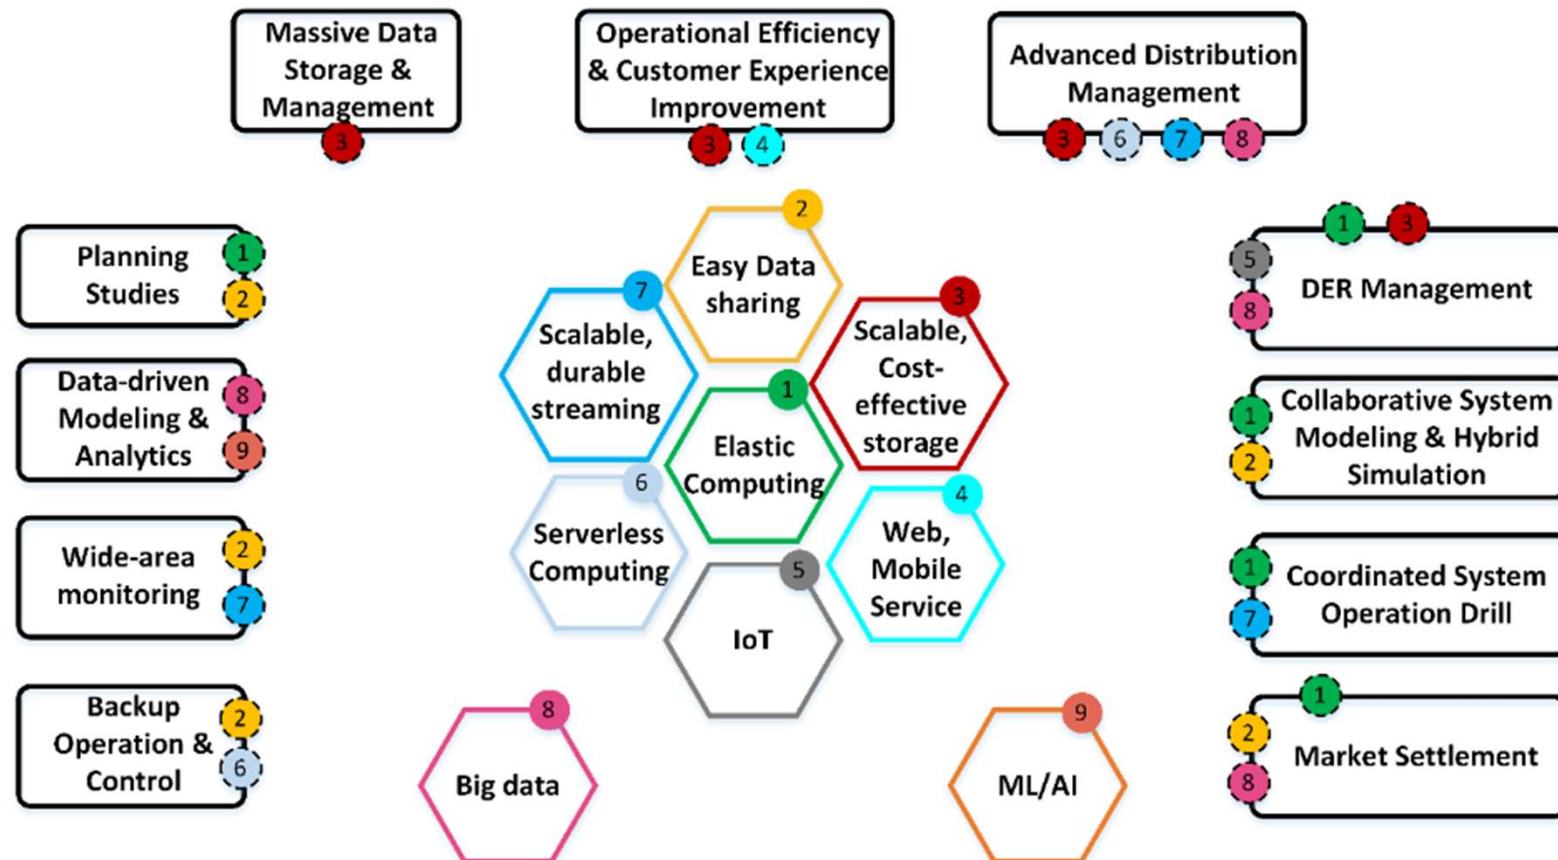 Massive Data
Storage &
Management
3
Operational Efficiency
& Customer Experience
Improvement
3 4
Advanced Distribution
Management
3 6 7 8
Planning
Studies
1
2
Data-driven
Modeling &
Analytics
8
9
Wide-area
monitoring
2
7
Backup
Operation &
Control
2
6
2
Easy Data
sharing
7
Scalable,
durable
streaming
3
Scalable,
Cost-
effective
storage
1
Elastic
Computing
6
Serverless
Computing
4
Web,
Mobile
Service
5
IoT
8
Big data
9
ML/AI
1 3
5
8
DER Management
1
2
Collaborative System
Modeling & Hybrid
Simulation
1
7
Coordinated System
Operation Drill
1
2
8
Market Settlement